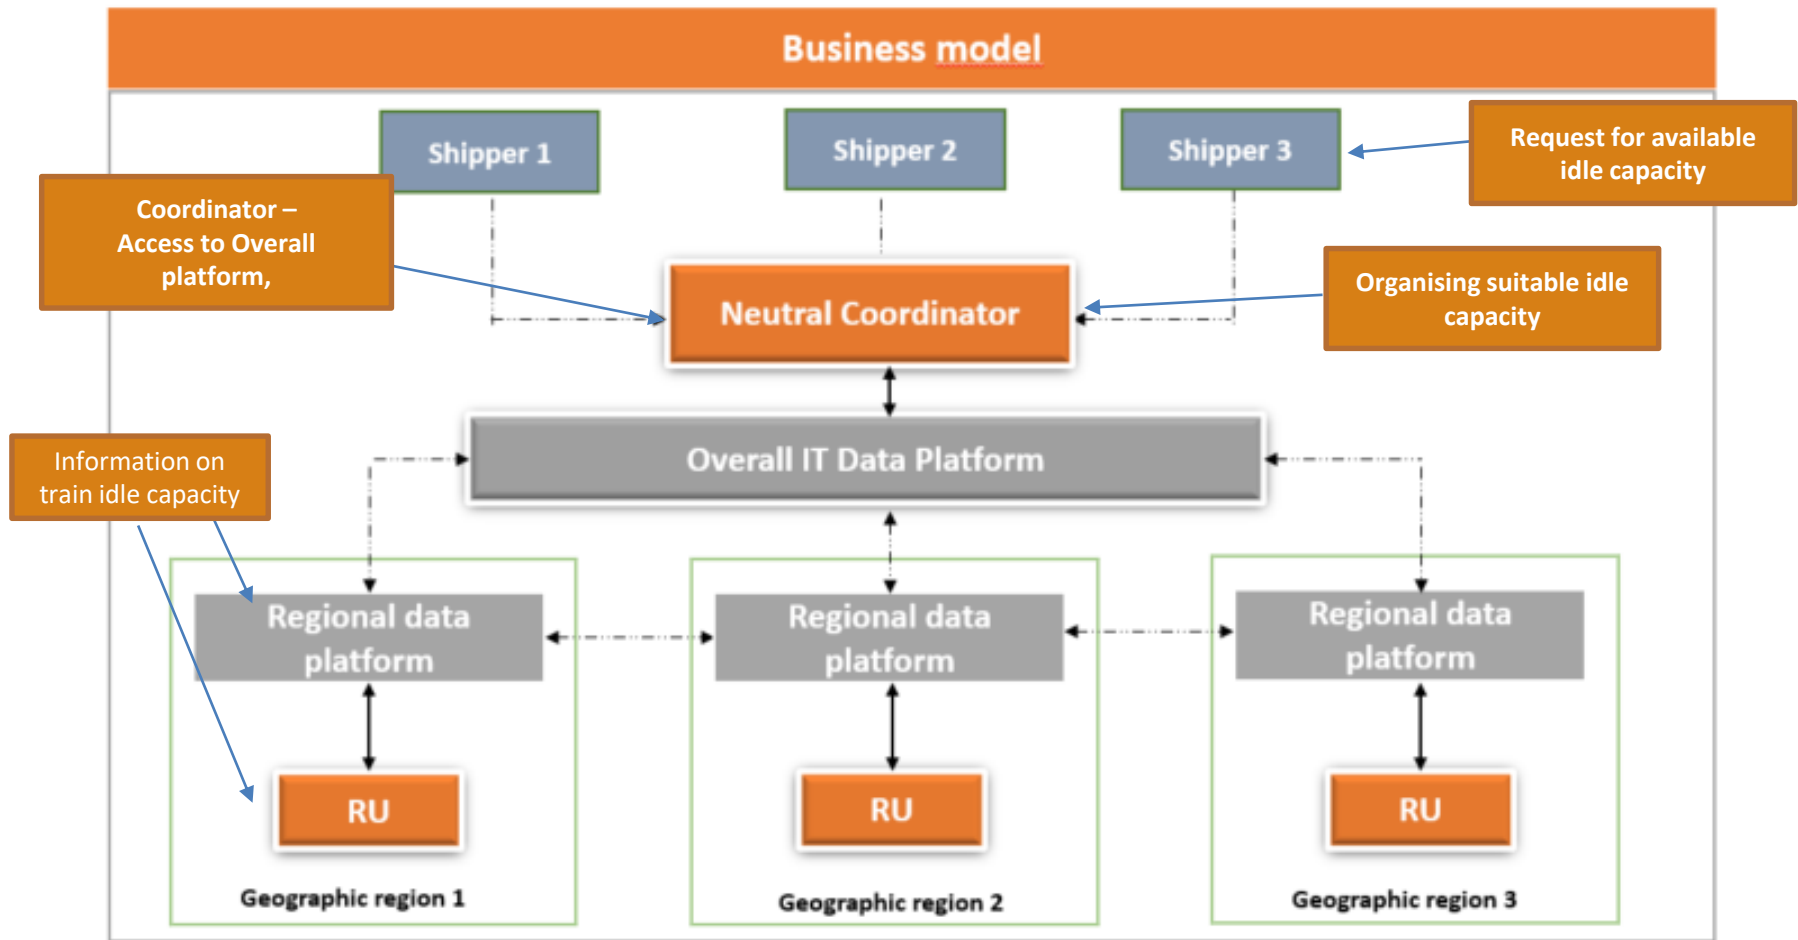 Business model
Shipper 1
Shipper 2
Shipper 3
Request for available
idle capacity
Coordinator –
Access to Overall
platform,
Neutral Coordinator
Organising suitable idle
capacity
Overall IT Data Platform
Information on
train idle capacity
Regional data
platform
Regional data
platform
Regional data
platform
RU
RU
RU
Geographic region 1
Geographic region 2
Geographic region 3